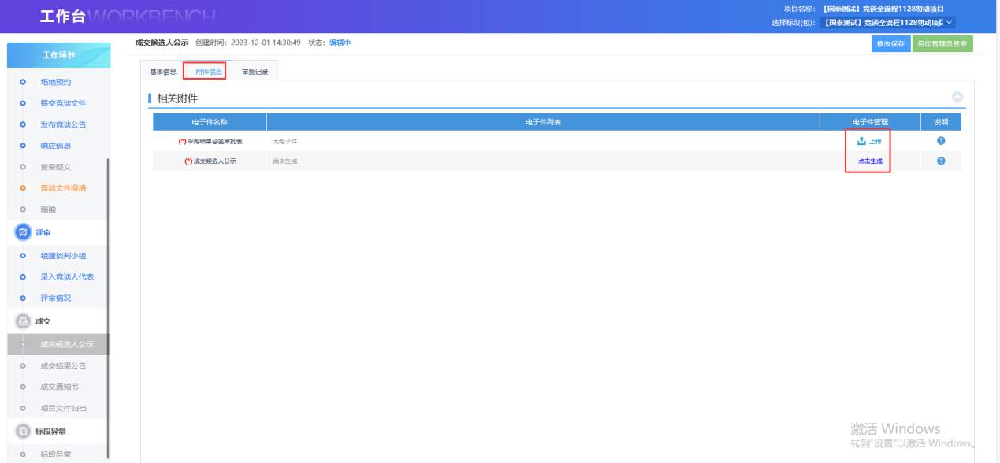 工作台WORKBENCH
项目名称: 【国泰测试】竞谈全流程1128勿动项目
选择标段(包): 【国泰测试】竞谈全流程1128勿动项目
成交候选人公示 创建时间: 2023-12-01 14:30:49 状态: 编辑中
修改保存 用印管理员签章
工作环节
场地预约
提交竞谈文件
发布竞谈公告
响应信息
查看疑义
竞谈文件澄清
踏勘
评审
组建谈判小组
录入竞谈人代表
评审情况
成交
成交候选人公示
成交结果公告
成交通知书
项目文件归档
标段异常
标段异常
基本信息 附件信息 审批记录
相关附件
电子件名称 电子件列表 电子件管理 说明
(*) 采购结果会签审批表 无电子件 上传
(*) 成交候选人公示 尚未生成 点击生成
激活 Windows
转到"设置"以激活 Windows。